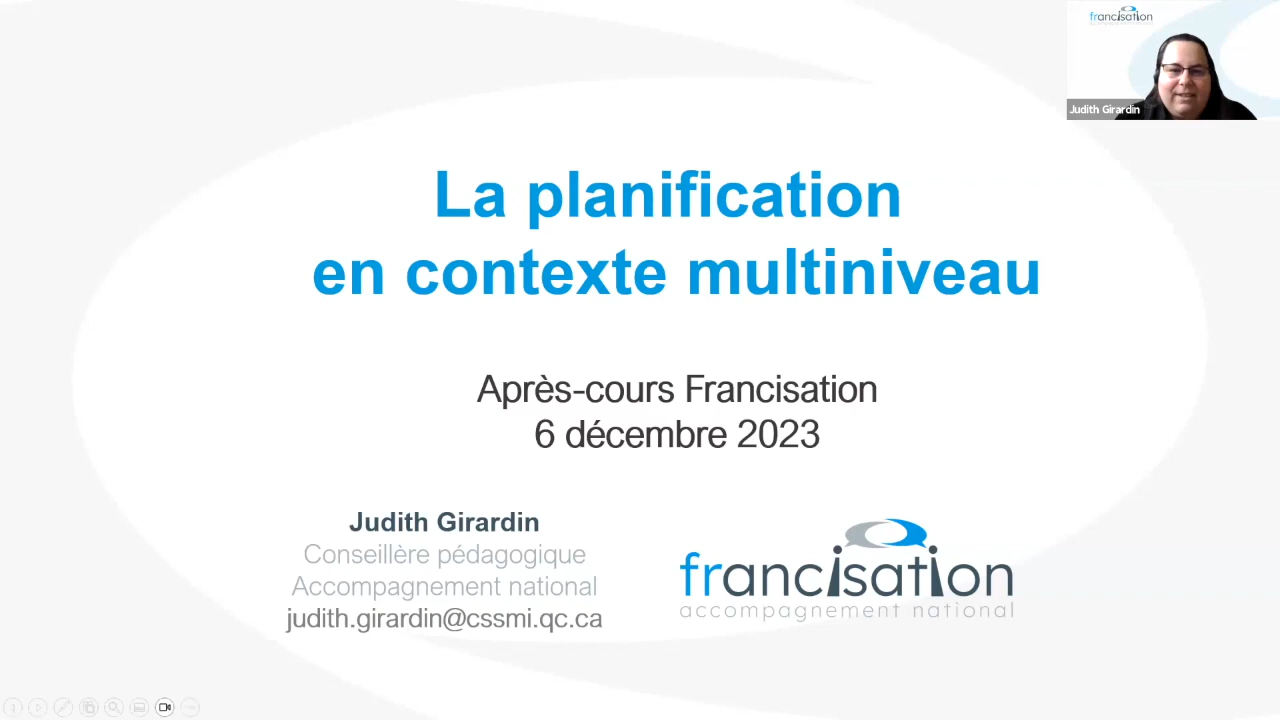 francisation
Judith Girardin
La planification
en contexte multiniveau
Après-cours Francisation
6 décembre 2023
Judith Girardin
Conseillère pédagogique
Accompagnement national
judith.girardin@cssmi.qc.ca
francisation
accompagnement national